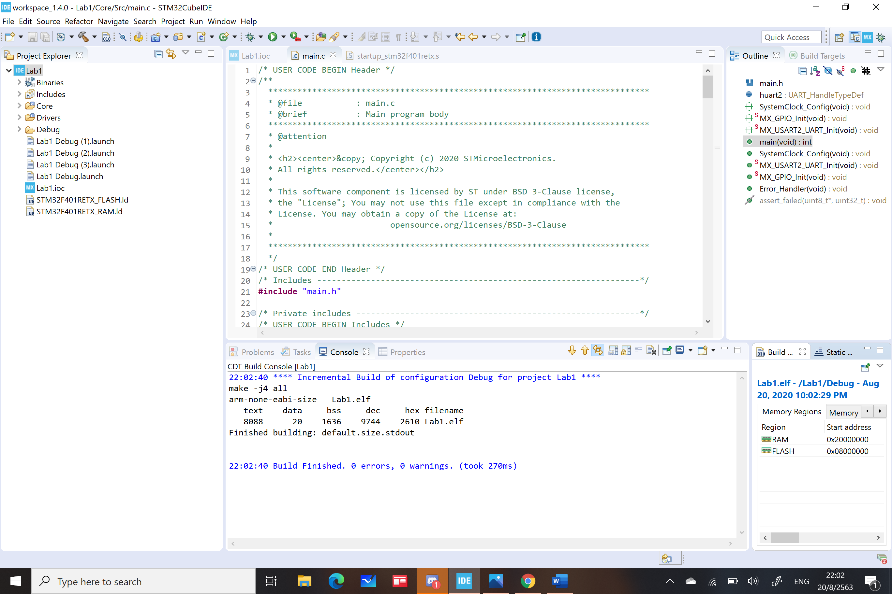 workspace_1.4.0 - Lab1/Core/Src/main.c - STM32CubeIDE
File Edit Source Refactor Navigate Search Project Run Window Help
Quick Access
Project Explorer
Lab1
Binaries
Includes
Core
Drivers
Debug
Lab1 Debug (1).launch
Lab1 Debug (2).launch
Lab1 Debug (3).launch
Lab1 Debug.launch
Lab1.ioc
STM32F401RETX_FLASH.ld
STM32F401RETX_RAM.ld
Lab1.ioc
main.c
startup_stm32f401retx.s
1 /* USER CODE BEGIN Header */
2 /**
3 ******************************************************************************
4 * @file : main.c
5 * @brief : Main program body
6 ******************************************************************************
7 * @attention
8 *
9 * <h2><center>&copy; Copyright (c) 2020 STMicroelectronics.
10 * All rights reserved.</center></h2>
11 *
12 * This software component is licensed by ST under BSD 3-Clause license,
13 * the "License"; You may not use this file except in compliance with the
14 * License. You may obtain a copy of the License at:
15 * opensource.org/licenses/BSD-3-Clause
16 *
17 ******************************************************************************
18 */
19 /* USER CODE END Header */
20 /* Includes ------------------------------------------------------------------*/
21 #include "main.h"
22
23 /* Private includes ----------------------------------------------------------*/
24 /* USER CODE BEGIN Includes */
Outline
Build Targets
main.h
huart2 : UART_HandleTypeDef
SystemClock_Config(void) : void
MX_GPIO_Init(void) : void
MX_USART2_UART_Init(void) : void
main(void) : int
SystemClock_Config(void) : void
MX_USART2_UART_Init(void) : void
MX_GPIO_Init(void) : void
Error_Handler(void) : void
assert_failed(uint8_t*, uint32_t) : void
Problems
Tasks
Console
Properties
CDT Build Console [Lab1]
22:02:40 **** Incremental Build of configuration Debug for project Lab1 ****
make -j4 all
arm-none-eabi-size Lab1.elf
text data bss dec hex filename
8088 20 1636 9744 2610 Lab1.elf
Finished building: default.size.stdout
22:02:40 Build Finished. 0 errors, 0 warnings. (took 270ms)
Build ...
Static ...
Lab1.elf - /Lab1/Debug - Aug
20, 2020 10:02:29 PM
Memory Regions
Memory
Region Start address
RAM 0x20000000
FLASH 0x08000000
Type here to search
ENG
22:02
20/8/2563